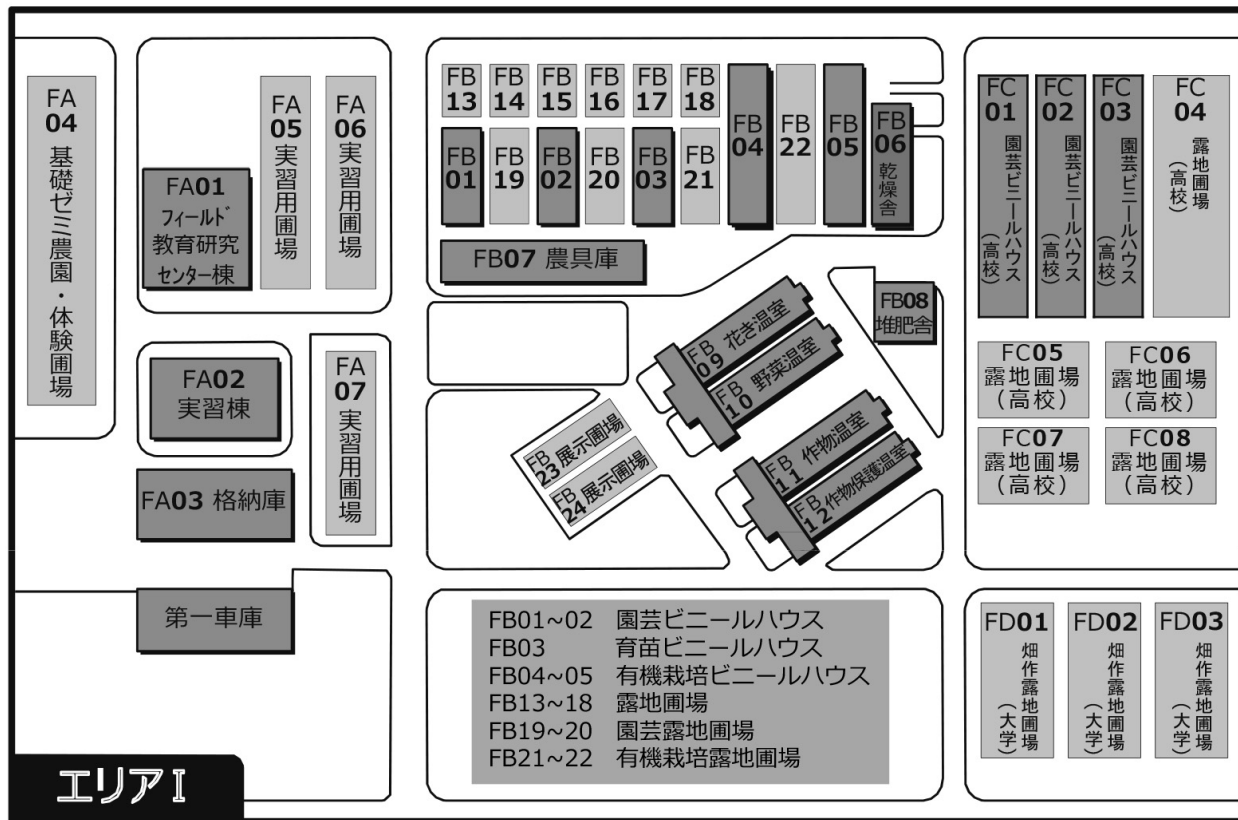 FA
04
基礎ゼミ農園・体験圃場
FA01
フィールド
教育研究
センター棟
FA
05
実習用圃場
FA
06
実習用圃場
FA02
実習棟
FA
07
実習用圃場
FA03 格納庫
第一車庫
FB
13
FB
14
FB
15
FB
16
FB
17
FB
18
FB
01
FB
19
FB
02
FB
20
FB
03
FB
21
FB
04
FB
22
FB
05
FB
06
乾燥舎
FB07 農具庫
FB08
堆肥舎
FB
09 花き温室
FB
10 野菜温室
FB
11 作物温室
FB
12 作物保護温室
FB
23 展示圃場
FB
24 展示圃場
FC
01
園芸ビニールハウス
(高校)
FC
02
園芸ビニールハウス
(高校)
FC
03
園芸ビニールハウス
(高校)
FC
04
露地圃場
(高校)
FC05
露地圃場
(高校)
FC06
露地圃場
(高校)
FC07
露地圃場
(高校)
FC08
露地圃場
(高校)
FB01~02 園芸ビニールハウス
FB03 育苗ビニールハウス
FB04~05 有機栽培ビニールハウス
FB13~18 露地圃場
FB19~20 園芸露地圃場
FB21~22 有機栽培露地圃場
FD01
畑作露地圃場
(大学)
FD02
畑作露地圃場
(大学)
FD03
畑作露地圃場
(大学)
エリアI